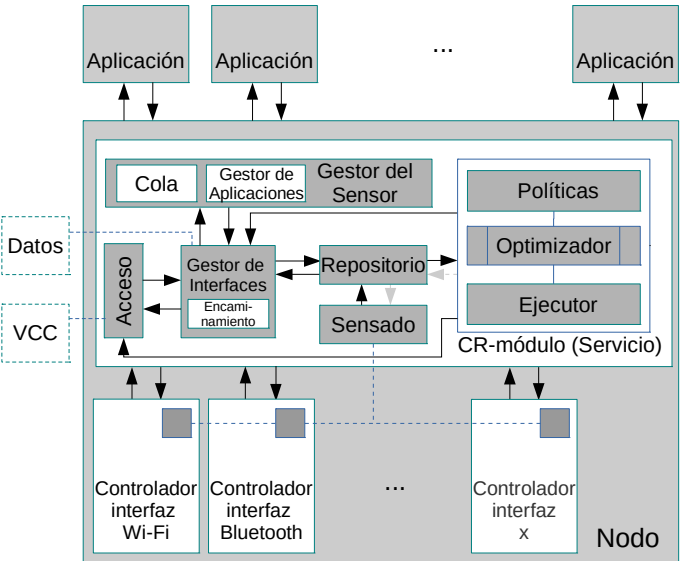 Aplicación
Aplicación
...
Aplicación
Cola
Gestor de
Aplicaciones
Gestor del
Sensor
Políticas
Optimizador
Ejecutor
CR-módulo (Servicio)
Datos
VCC
Acceso
Gestor de
Interfaces
Encami-
namiento
Repositorio
Sensado
Controlador
interfaz
Wi-Fi
Controlador
interfaz
Bluetooth
...
Controlador
interfaz
x
Nodo